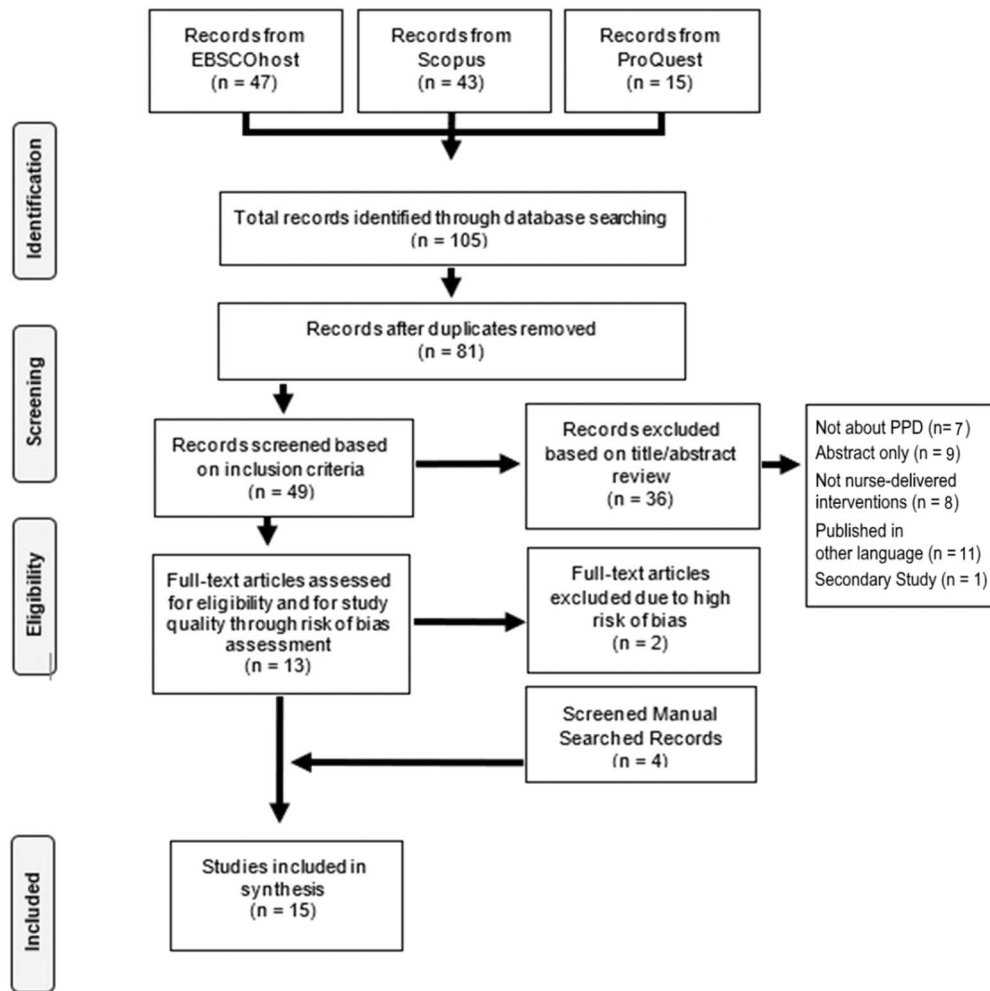 Records from
EBSCOhost
(n = 47)
Records from
Scopus
(n = 43)
Records from
ProQuest
(n = 15)
Identification
Total records identified through database searching
(n = 105)
Records after duplicates removed
(n = 81)
Screening
Records screened based
on inclusion criteria
(n = 49)
Records excluded
based on title/abstract
review
(n = 36)
Not about PPD (n= 7)
Abstract only (n = 9)
Not nurse-delivered
interventions (n = 8)
Published in
other language (n = 11)
Secondary Study (n = 1)
Eligibility
Full-text articles assessed
for eligibility and for study
quality through risk of bias
assessment
(n = 13)
Full-text articles
excluded due to high
risk of bias
(n = 2)
Screened Manual
Searched Records
(n = 4)
Included
Studies included in
synthesis
(n = 15)